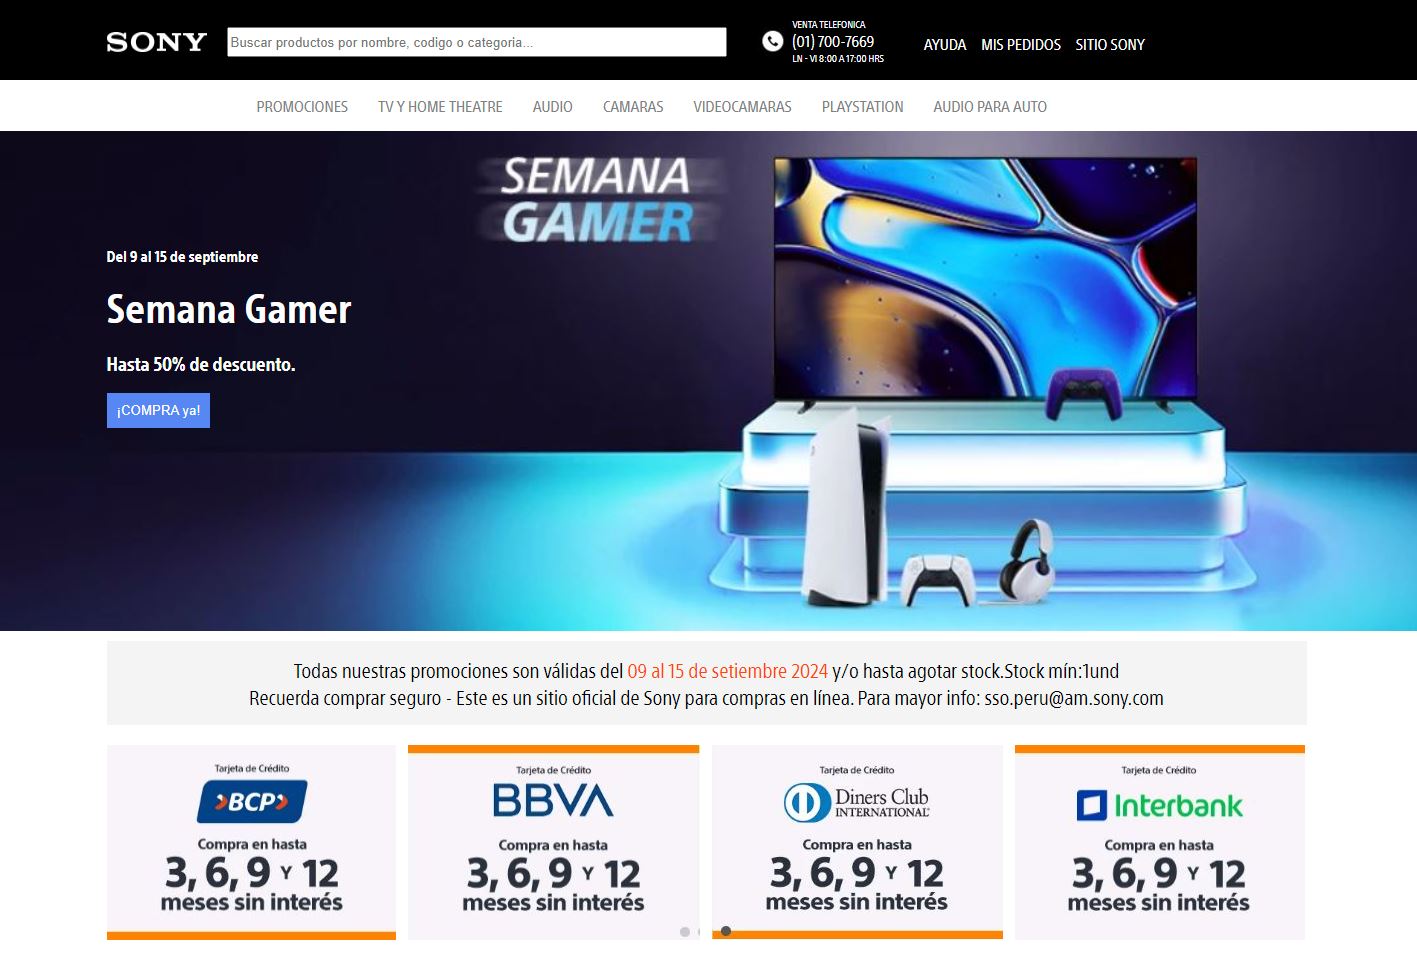 SONY
Buscar productos por nombre, codigo o categoria...
VENTA TELEFONICA
(01) 700-7669
LN - VI 8:00 A 17:00 HRS
AYUDA MIS PEDIDOS SITIO SONY
PROMOCIONES TV Y HOME THEATRE AUDIO CAMARAS VIDEOCAMARAS PLAYSTATION AUDIO PARA AUTO
SEMANA
GAMER
Del 9 al 15 de septiembre
Semana Gamer
Hasta 50% de descuento.
¡COMPRA ya!
Todas nuestras promociones son válidas del 09 al 15 de setiembre 2024 y/o hasta agotar stock.Stock mín:1und
Recuerda comprar seguro - Este es un sitio oficial de Sony para compras en línea. Para mayor info: sso.peru@am.sony.com
Tarjeta de Crédito
BCP
Compra en hasta
3, 6, 9 Y 12
meses sin interés
Tarjeta de Crédito
BBVA
Compra en hasta
3, 6, 9 Y 12
meses sin interés
Tarjeta de Crédito
Diners Club
INTERNATIONAL
Compra en hasta
3, 6, 9 Y 12
meses sin interés
Tarjeta de Crédito
Interbank
Compra en hasta
3, 6, 9 Y 12
meses sin interés